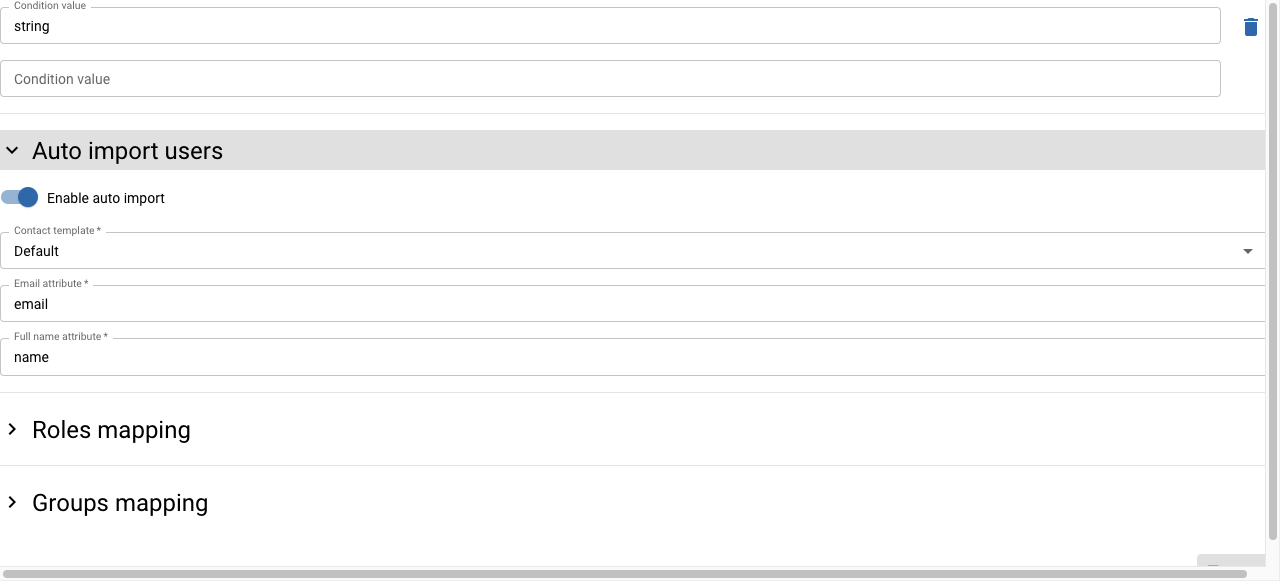 Condition value
string
Condition value
Auto import users
Enable auto import
Contact template *
Default
Email attribute *
email
Full name attribute *
name
Roles mapping
Groups mapping